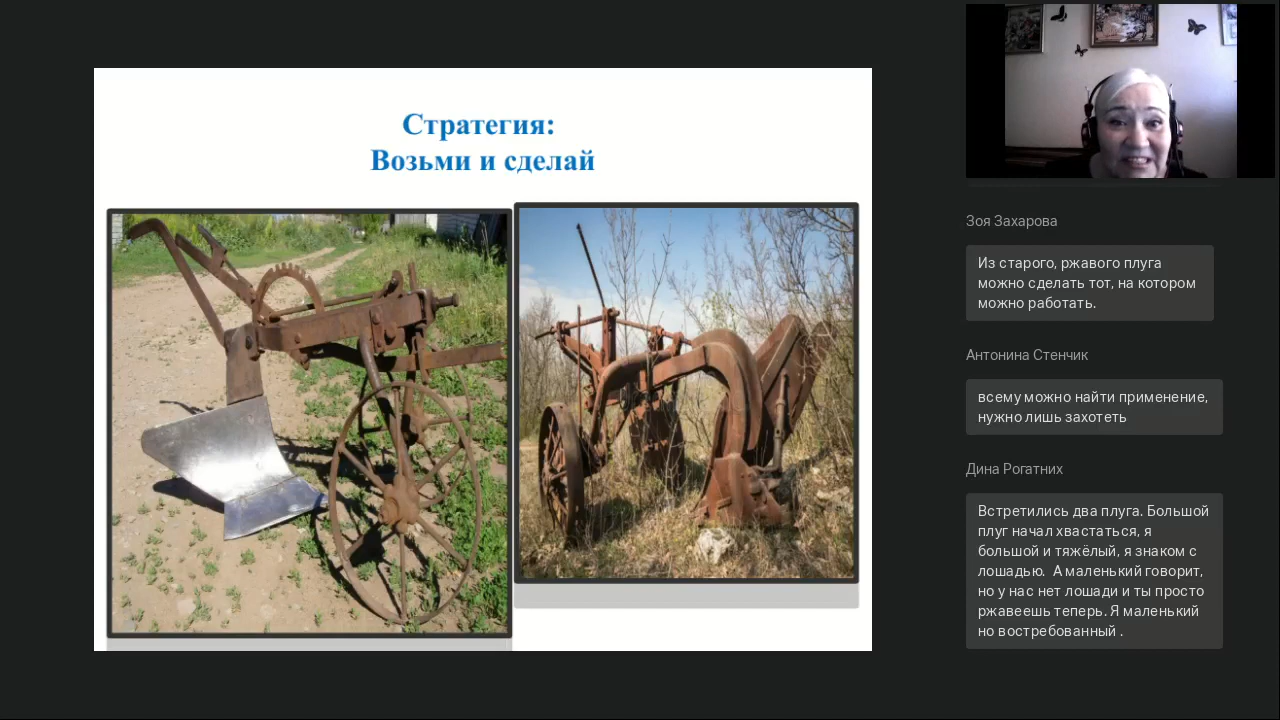 Стратегия:
Возьми и сделай
Зоя Захарова
Из старого, ржавого плуга
можно сделать тот, на котором
можно работать.
Антонина Стенчик
всему можно найти применение,
нужно лишь захотеть
Дина Рогатних
Встретились два плуга. Большой
плуг начал хвастаться, я
большой и тяжёлый, я знаком с
лошадью. А маленький говорит,
но у нас нет лошади и ты просто
ржавеешь теперь. Я маленький
но востребованный .